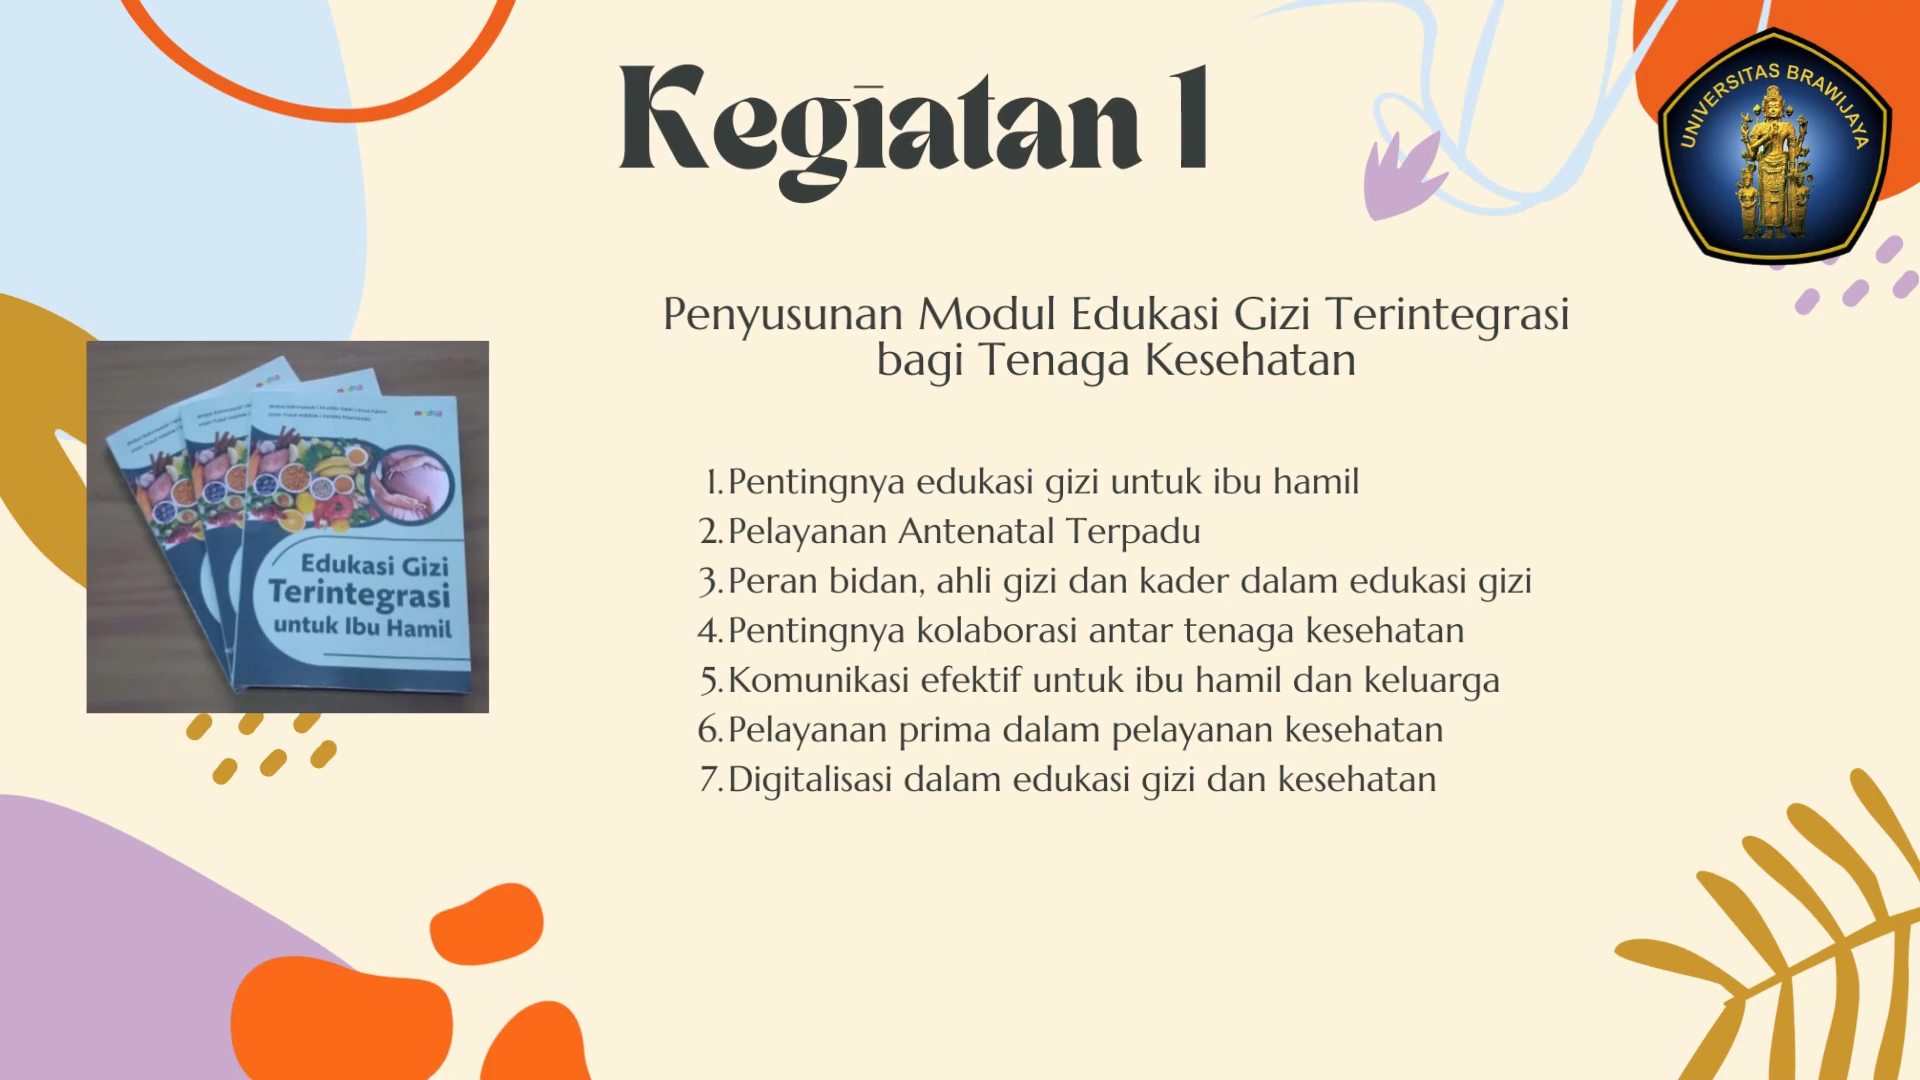 Kegiatan 1
UNIVERSITAS BRAWIJAYA
Penyusunan Modul Edukasi Gizi Terintegrasi
bagi Tenaga Kesehatan
1. Pentingnya edukasi gizi untuk ibu hamil
2. Pelayanan Antenatal Terpadu
3. Peran bidan, ahli gizi dan kader dalam edukasi gizi
4. Pentingnya kolaborasi antar tenaga kesehatan
5. Komunikasi efektif untuk ibu hamil dan keluarga
6. Pelayanan prima dalam pelayanan kesehatan
7. Digitalisasi dalam edukasi gizi dan kesehatan
Edukasi Gizi
Terintegrasi
untuk Ibu Hamil